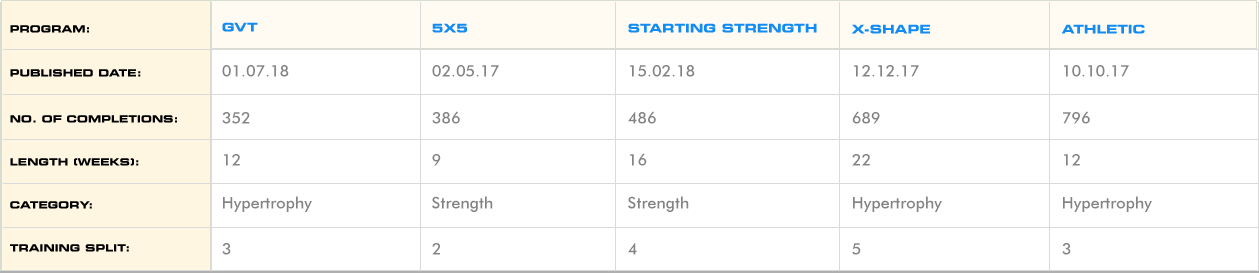 PROGRAM: GVT 5X5 STARTING STRENGTH X-SHAPE ATHLETIC
PUBLISHED DATE: 01.07.18 02.05.17 15.02.18 12.12.17 10.10.17
NO. OF COMPLETIONS: 352 386 486 689 796
LENGTH (WEEKS): 12 9 16 22 12
CATEGORY: Hypertrophy Strength Strength Hypertrophy Hypertrophy
TRAINING SPLIT: 3 2 4 5 3